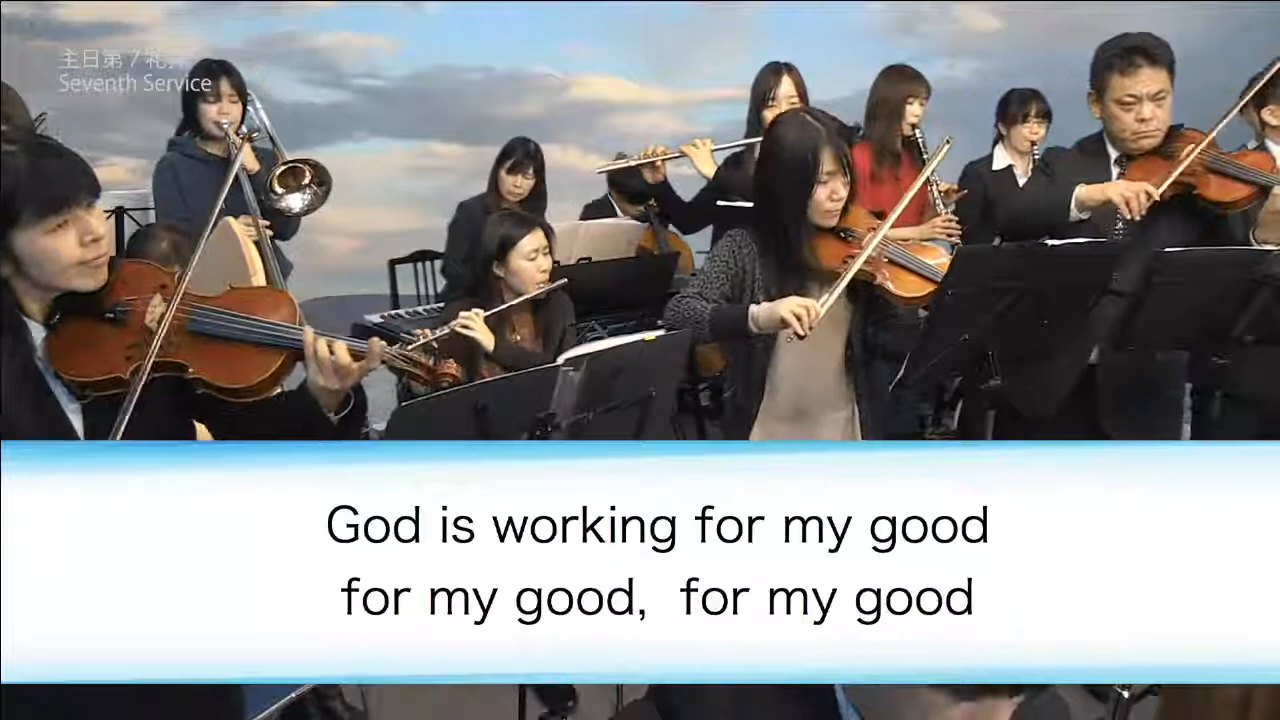 主日第7礼拝
Seventh Service
God is working for my good
for my good, for my good